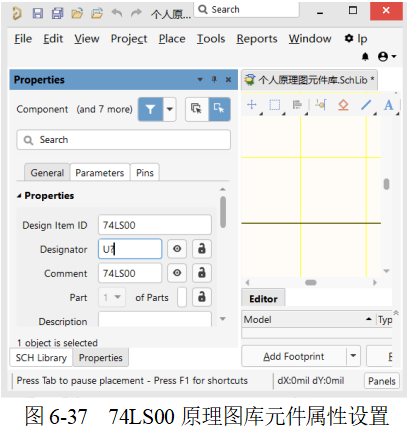 个人原...
Search
File Edit View Project Place Tools Reports Window lp
Properties
Component (and 7 more)
Search
General Parameters Pins
Properties
Design Item ID 74LS00
Designator U?
Comment 74LS00
Part 1 of Parts
Description
1 object is selected
SCH Library Properties
个人原理图元件库.SchLib *
A
Editor
Model Typ
Add Footprint
Press Tab to pause placement - Press F1 for shortcuts dX:0mil dY:0mil Panels
图 6-37 74LS00 原理图库元件属性设置